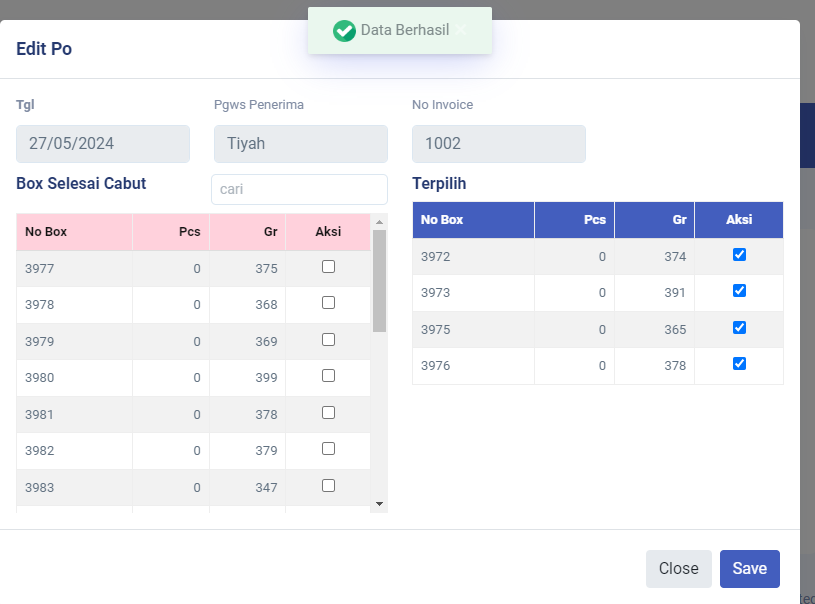 Data Berhasil ×
Edit Po
Tgl Pgws Penerima No Invoice
27/05/2024 Tiyah 1002
Box Selesai Cabut cari Terpilih
No Box Pcs Gr Aksi
3977 0 375
3978 0 368
3979 0 369
3980 0 399
3981 0 378
3982 0 379
3983 0 347
No Box Pcs Gr Aksi
3972 0 374
3973 0 391
3975 0 365
3976 0 378
Close Save